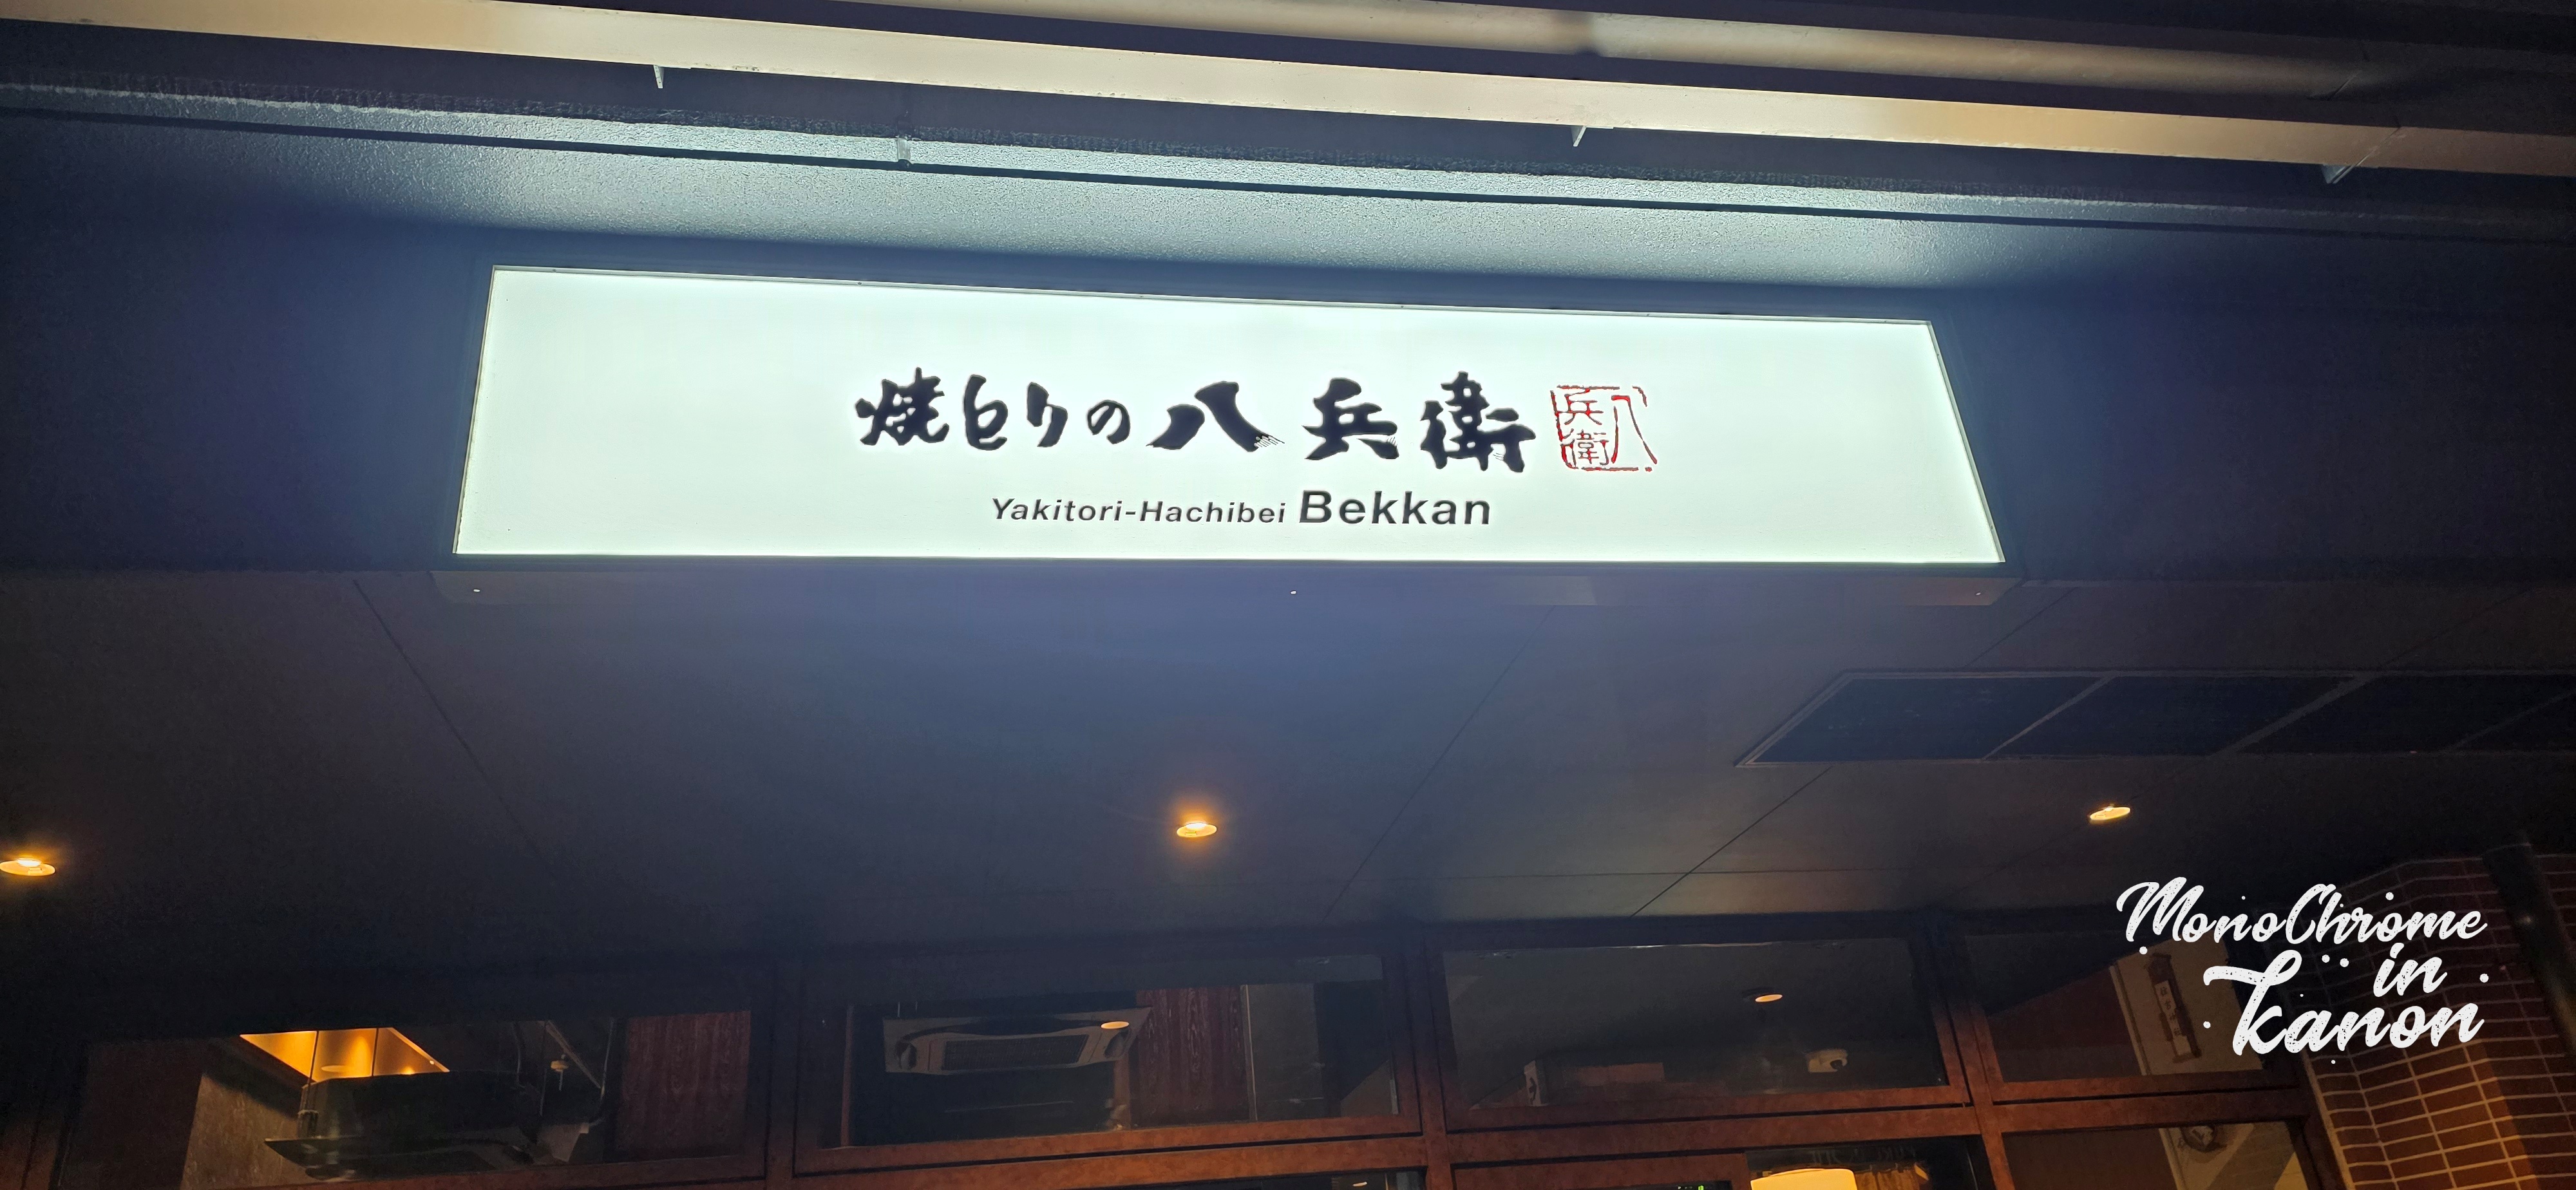 焼とりの八兵衛
八兵衛
Yakitori-Hachibei Bekkan
MonoChrome
in
kanon